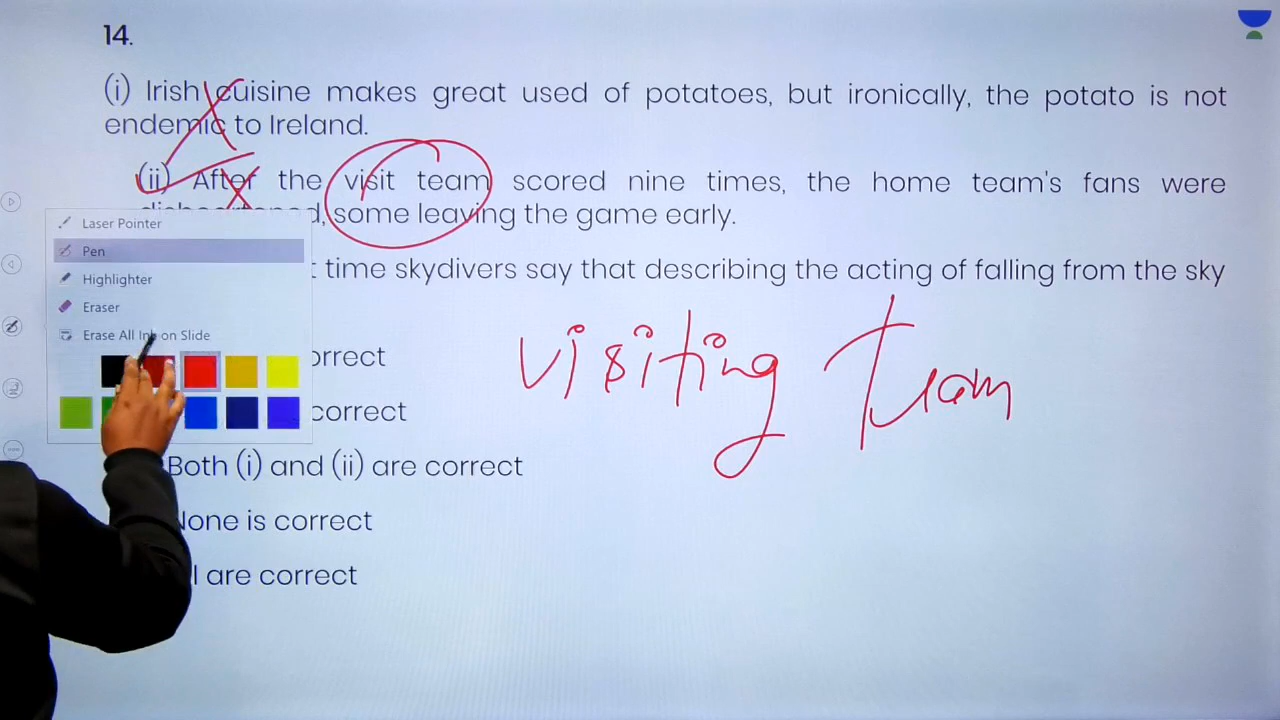 14.
(i) Irish cuisine makes great used of potatoes, but ironically, the potato is not
endemic to Ireland.
(ii) After the visit team scored nine times, the home team's fans were
some leaving the game early.
Laser Pointer
Pen
Highlighter
Eraser
Erase All Ink on Slide
time skydivers say that describing the acting of falling from the sky
visiting Team
Both (i) and (ii) are correct
None is correct
are correct